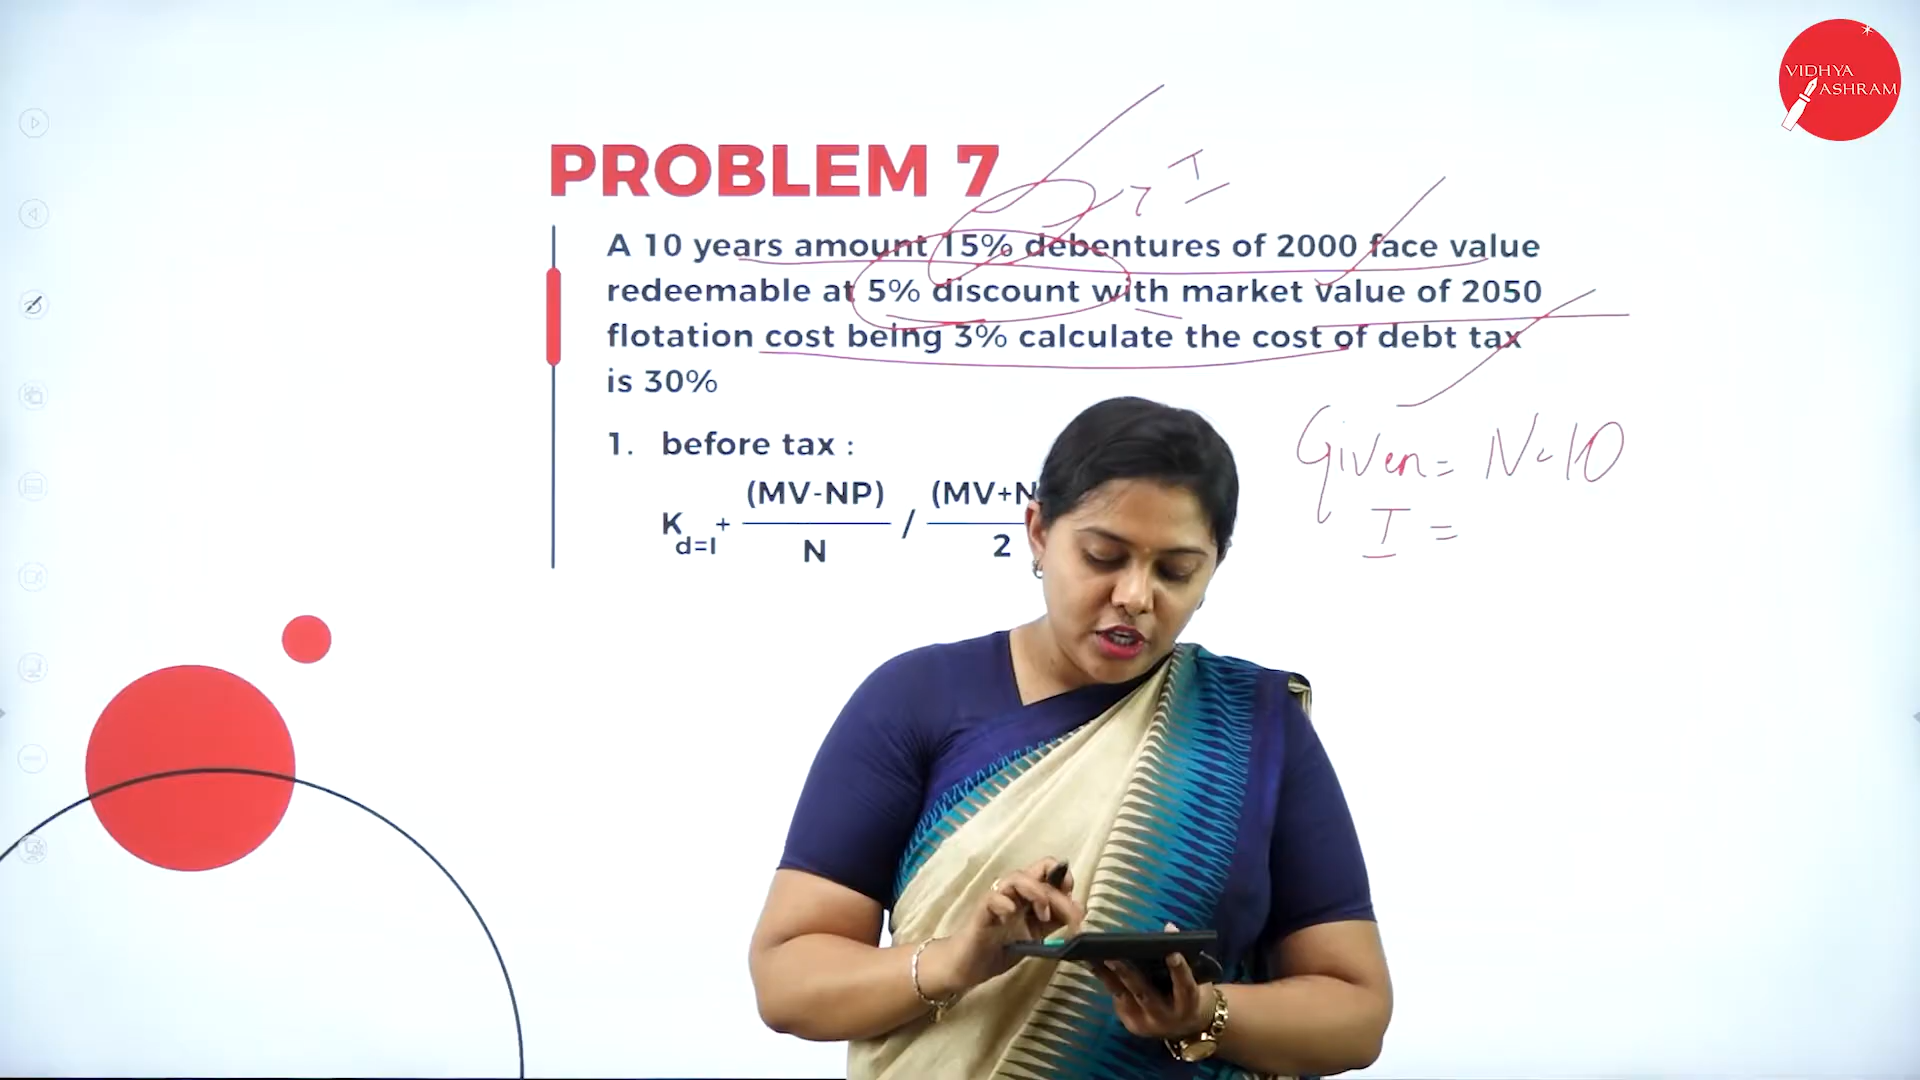 VIDHYA
ASHRAM
PROBLEM 7
I
A 10 years amount 15% debentures of 2000 face value
redeemable at 5% discount with market value of 2050
flotation cost being 3% calculate the cost of debt tax
is 30%
Given = N= 10
I =
1. before tax :
(MV-NP) (MV+N
K + /
d=I
N 2